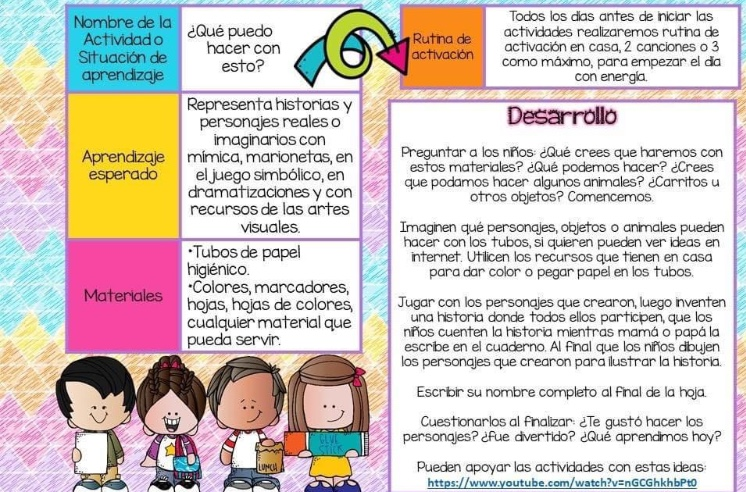 Nombre de la
Actividad o
Situación de
aprendizaje
¿Qué puedo
hacer con
esto?
Aprendizaje
esperado
Representa historias y
personajes reales o
imaginarios con
mímica, marionetas, en
el juego simbólico, en
dramatizaciones y con
recursos de las artes
visuales.
Materiales
•Tubos de papel
higiénico.
•Colores, marcadores,
hojas, hojas de colores,
cualquier material que
pueda servir.
GLUE
STICK
LUNCH
Rutina de
activación
Todos los días antes de iniciar las
actividades realizaremos rutina de
activación en casa, 2 canciones o 3
como máximo, para empezar el día
con energía.
Desarrollo
Preguntar a los niños: ¿Qué crees que haremos con
estos materiales? ¿Qué podemos hacer? ¿Crees
que podamos hacer algunos animales? ¿Carritos u
otros objetos? Comencemos.
Imaginen qué personajes, objetos o animales pueden
hacer con los tubos, si quieren pueden ver ideas en
internet. Utilicen los recursos que tienen en casa
para dar color o pegar papel en los tubos.
Jugar con los personajes que crearon, luego inventen
una historia donde todos ellos participen, que los
niños cuenten la historia mientras mamá o papá la
escribe en el cuaderno. Al final que los niños dibujen
los personajes que crearon para ilustrar la historia.
Escribir su nombre completo al final de la hoja.
Cuestionarlos al finalizar: ¿Te gustó hacer los
personajes? ¿Fue divertido? ¿Qué aprendimos hoy?
Pueden apoyar las actividades con estas ideas:
https://www.youtube.com/watch?v=nGCGhkhbPt0